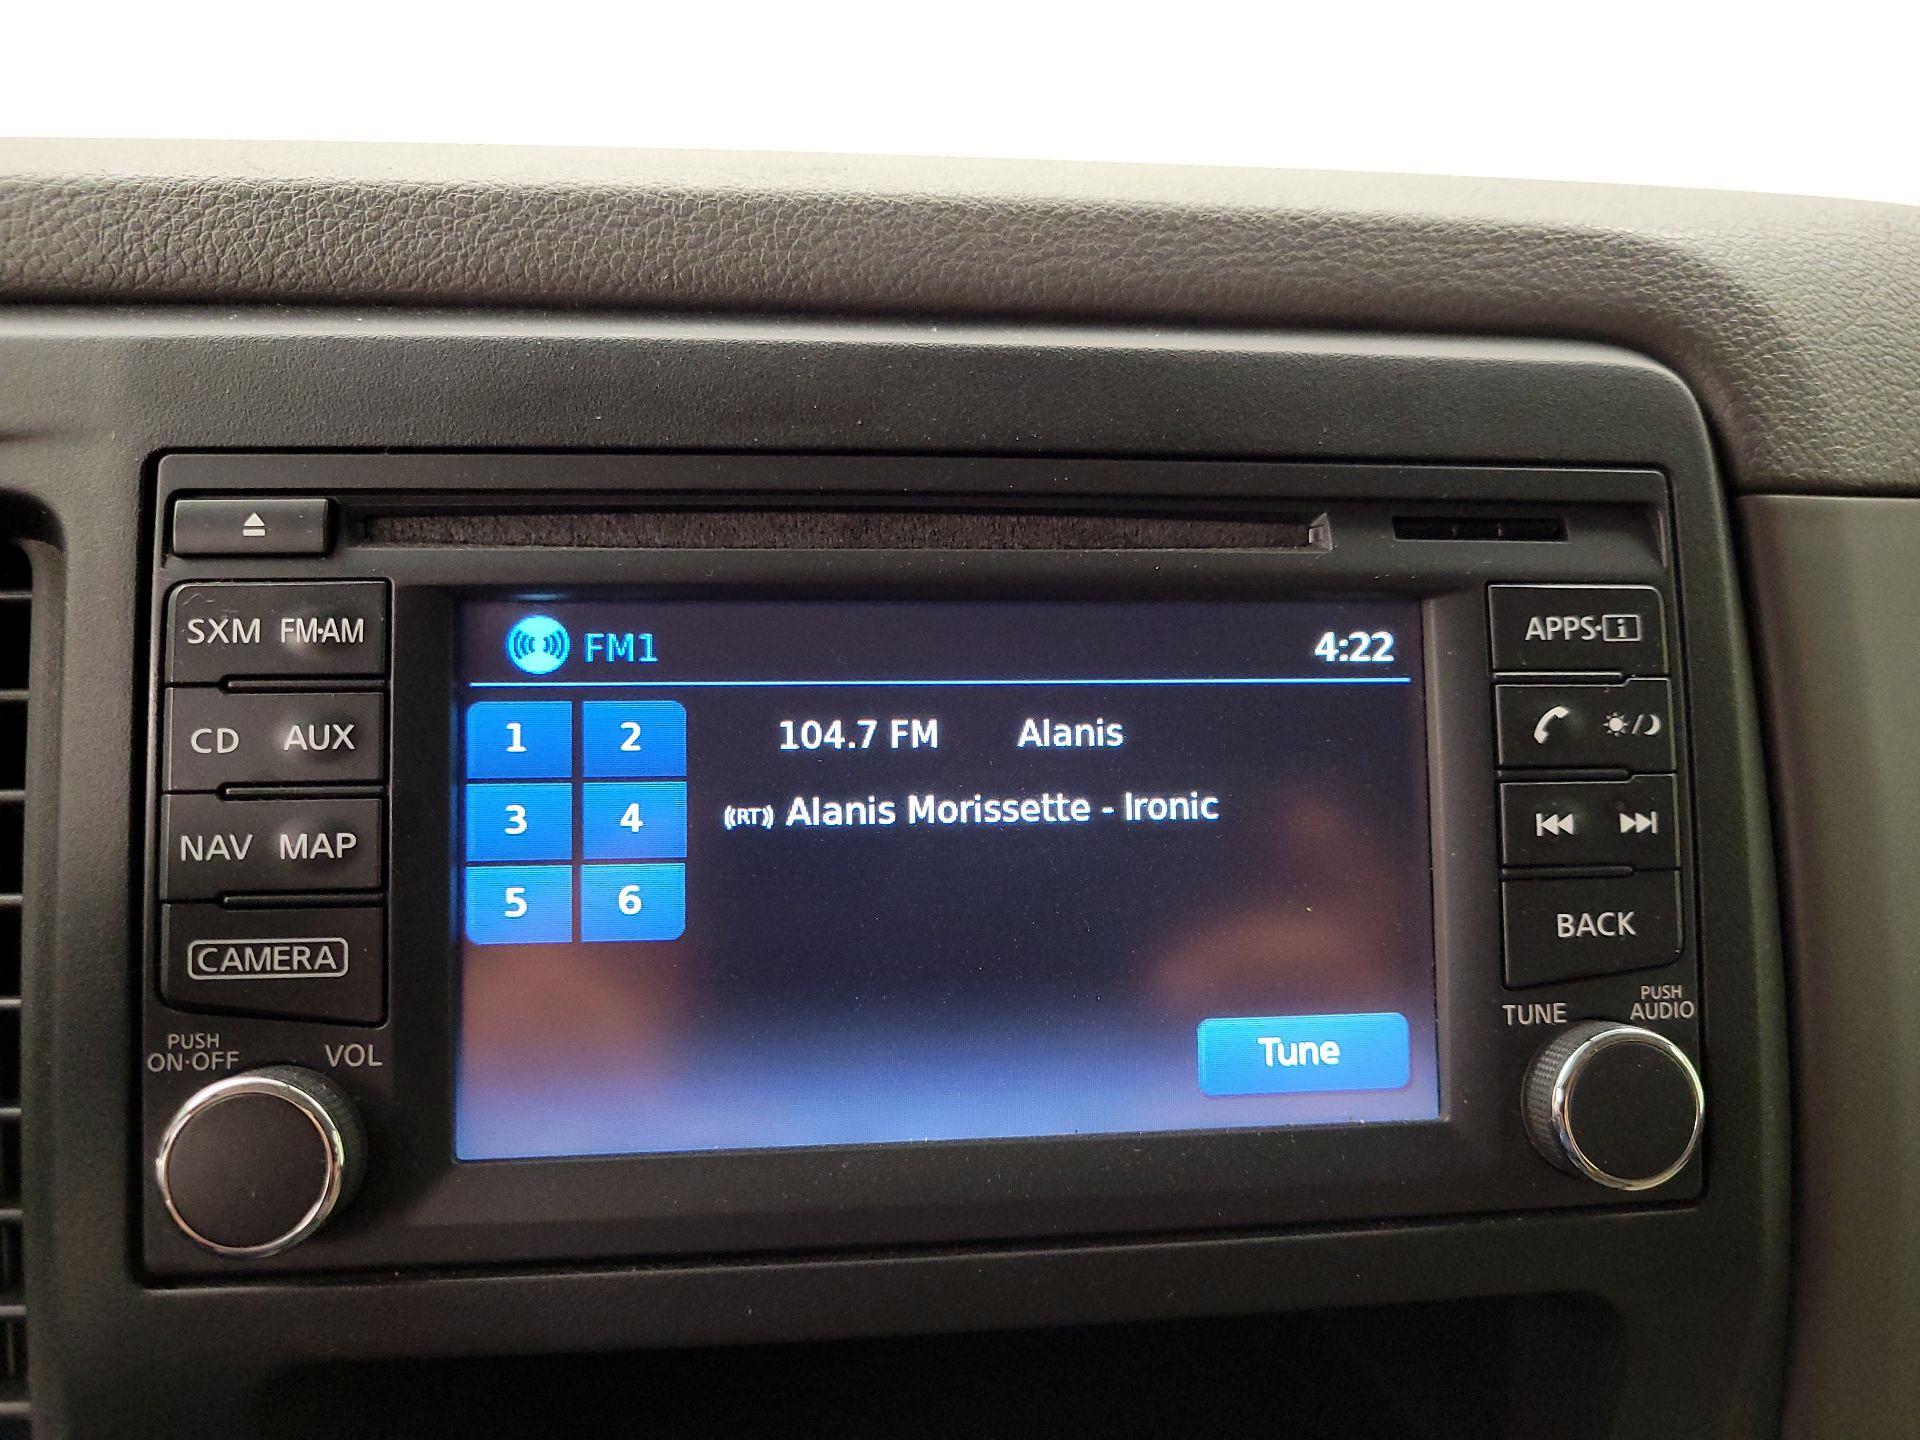 SXM FM·AM
CD AUX
NAV MAP
CAMERA
PUSH
ON·OFF
VOL
FM1
4:22
1 2
3 4
5 6
104.7 FM Alanis
((RT)) Alanis Morissette - Ironic
Tune
APPS·i
BACK
TUNE
PUSH
AUDIO